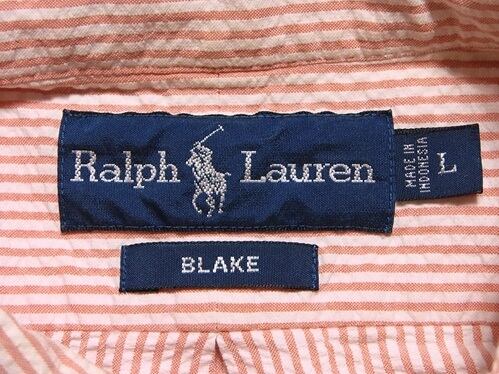 Ralph Lauren
MADE IN
INDONESIA
L
BLAKE